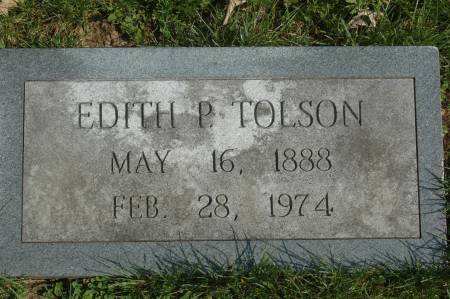 EDITH P. TOLSON
MAY 16, 1888
FEB. 28, 1974